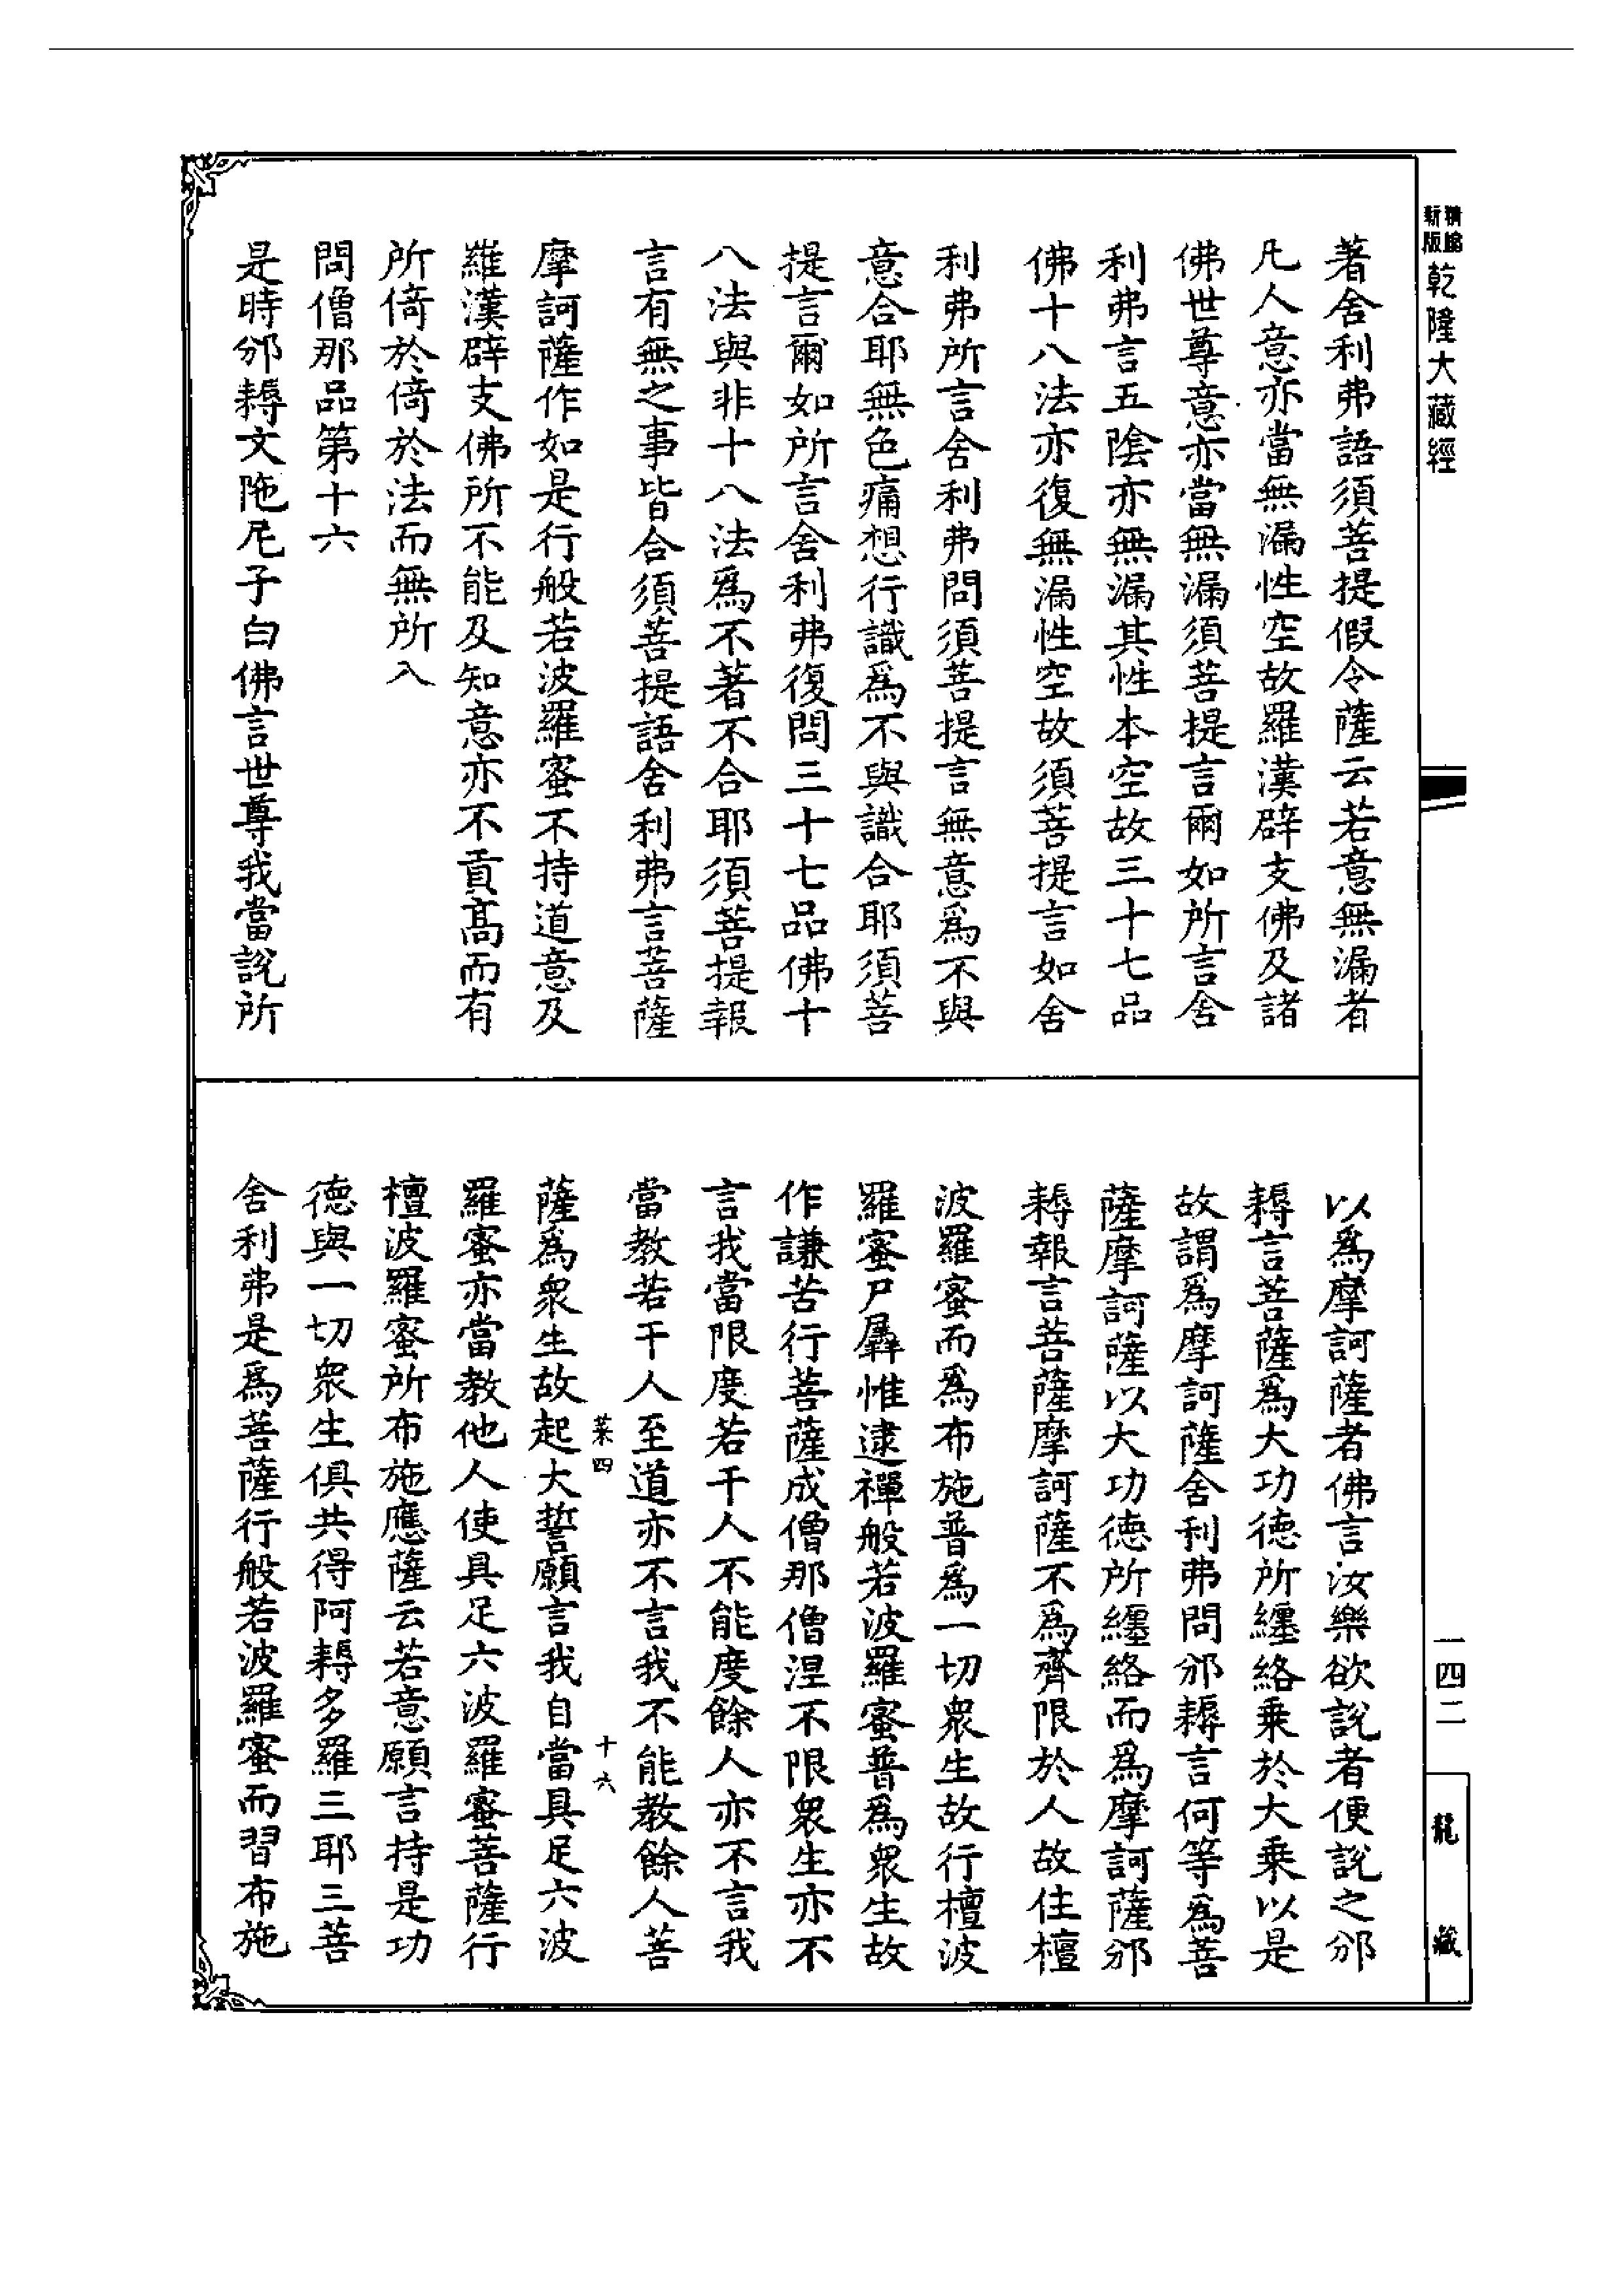 精縮
新版
乾隆大藏經
著舍利弗語須菩提假令薩云若意無漏者
凡人意亦當無漏性空故羅漢辟支佛及諸
佛世尊意亦當無漏須菩提言爾如所言舍
利弗言五陰亦無漏其性本空故三十七品
佛十八法亦復無漏性空故須菩提言如舍
利弗所言舍利弗問須菩提言無意為不與
意合耶無色痛想行識為不與識合耶須菩
提言爾如所言舍利弗復問三十七品佛十
八法與非十八法為不著不合耶須菩提報
言有無之事皆合須菩提語舍利弗言菩薩
摩訶薩作如是行般若波羅蜜不持道意及
羅漢辟支佛所不能及知意亦不貢高而有
所倚於倚於法而無所入
問僧那品第十六
是時邠耨文陁尼子白佛言世尊我當說所
以為摩訶薩者佛言汝樂欲說者便說之邠
耨言菩薩為大功德所纏絡乗於大乗以是
故謂為摩訶薩舍利弗問邠耨言何等為菩
薩摩訶薩以大功德所纏絡而為摩訶薩邠
耨報言菩薩摩訶薩不為齊限於人故住檀
波羅蜜而為布施普為一切衆生故行檀波
羅蜜尸羼惟逮禪般若波羅蜜普為衆生故
作謙苦行菩薩成僧那僧涅不限衆生亦不
言我當限度若干人不能度餘人亦不言我
當教若干人至道亦不言我不能教餘人菩
菜四
十六
薩為衆生故起大誓願言我自當具足六波
羅蜜亦當教他人使具足六波羅蜜菩薩行
檀波羅蜜所布施應薩云若意願言持是功
德與一切衆生俱共得阿耨多羅三耶三菩
舍利弗是為菩薩行般若波羅蜜而習布施
一四二
龍藏